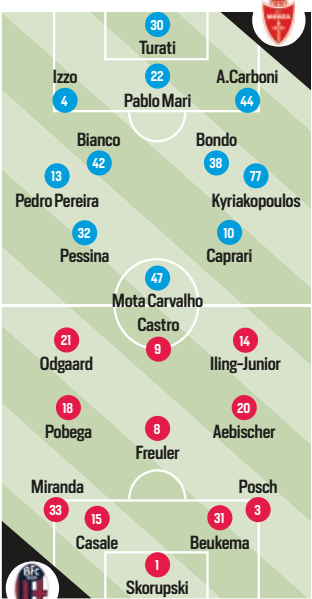 MONZA
30
Turati
Izzo
4
22
Pablo Mari
A.Carboni
44
Bianco
42
Bondo
38
13
Pedro Pereira
77
Kyriakopoulos
32
Pessina
10
Caprari
47
Mota Carvalho
Castro
9
21
Odgaard
14
Iling-Junior
18
Pobega
8
Freuler
20
Aebischer
Miranda
33
15
Casale
31
Beukema
Posch
3
1
Skorupski
BFC